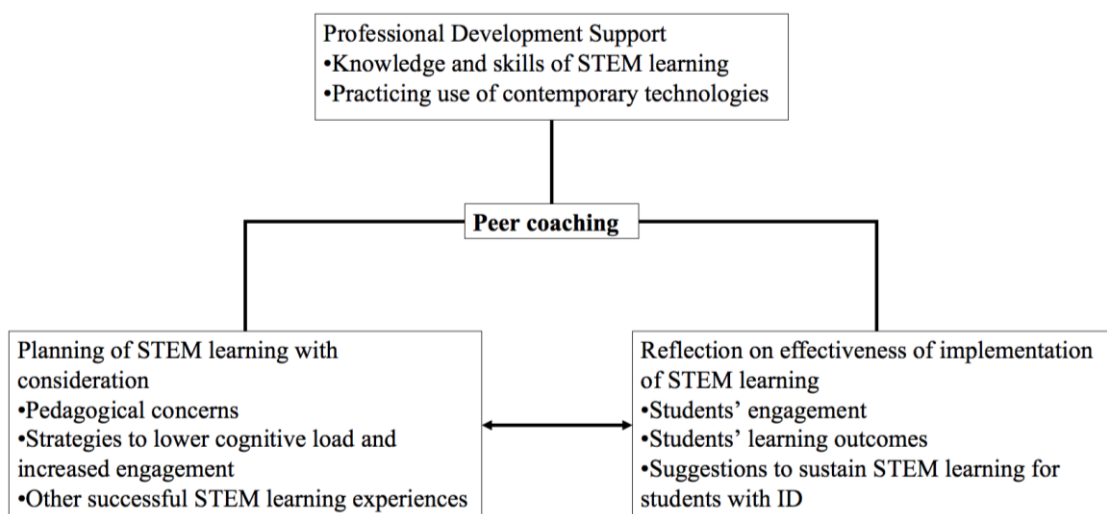 Professional Development Support
•Knowledge and skills of STEM learning
•Practicing use of contemporary technologies
Peer coaching
Planning of STEM learning with
consideration
•Pedagogical concerns
•Strategies to lower cognitive load and
increased engagement
•Other successful STEM learning experiences
Reflection on effectiveness of implementation
of STEM learning
•Students’ engagement
•Students’ learning outcomes
•Suggestions to sustain STEM learning for
students with ID